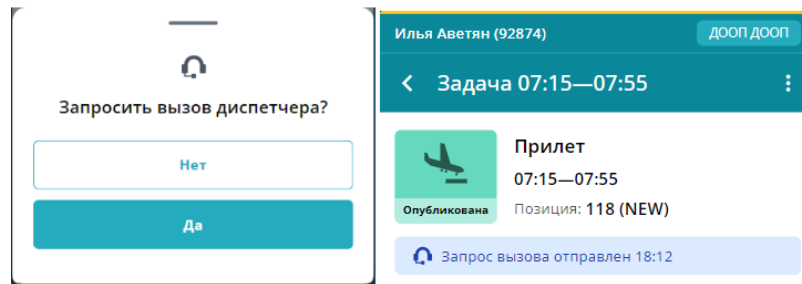 Запросить вызов диспетчера?
Нет
Да
Илья Аветян (92874)
ДООП ДООП
Задача 07:15—07:55
Прилет
07:15—07:55
Опубликована
Позиция: 118 (NEW)
Запрос вызова отправлен 18:12